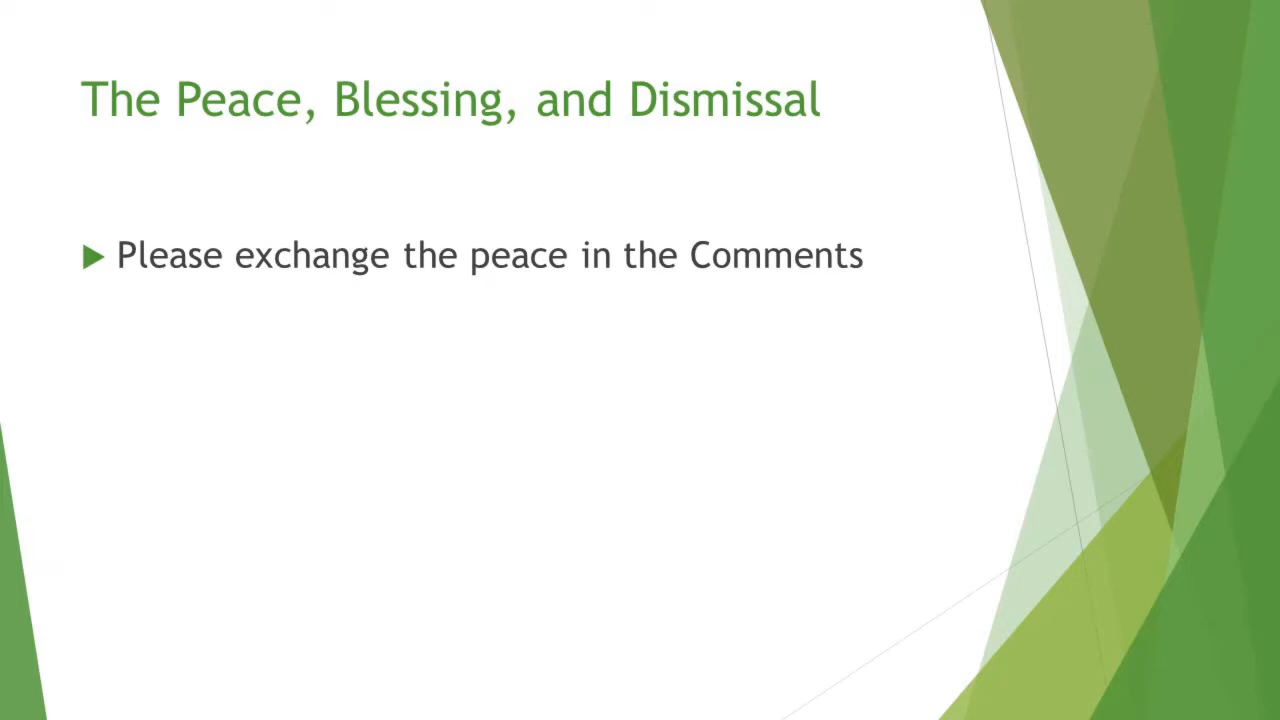 The Peace, Blessing, and Dismissal
Please exchange the peace in the Comments